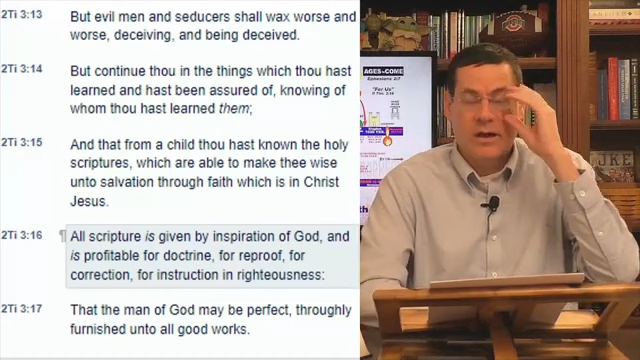 2Ti 3:13 But evil men and seducers shall wax worse and
worse, deceiving, and being deceived.
2Ti 3:14 But continue thou in the things which thou hast
learned and hast been assured of, knowing of
whom thou hast learned them;
2Ti 3:15 And that from a child thou hast known the holy
scriptures, which are able to make thee wise
unto salvation through faith which is in Christ
Jesus.
2Ti 3:16 ¶ All scripture is given by inspiration of God, and
is profitable for doctrine, for reproof, for
correction, for instruction in righteousness:
2Ti 3:17 That the man of God may be perfect, throughly
furnished unto all good works.
AGES to COME
Ephesians 2:7
"For Us"
JKE